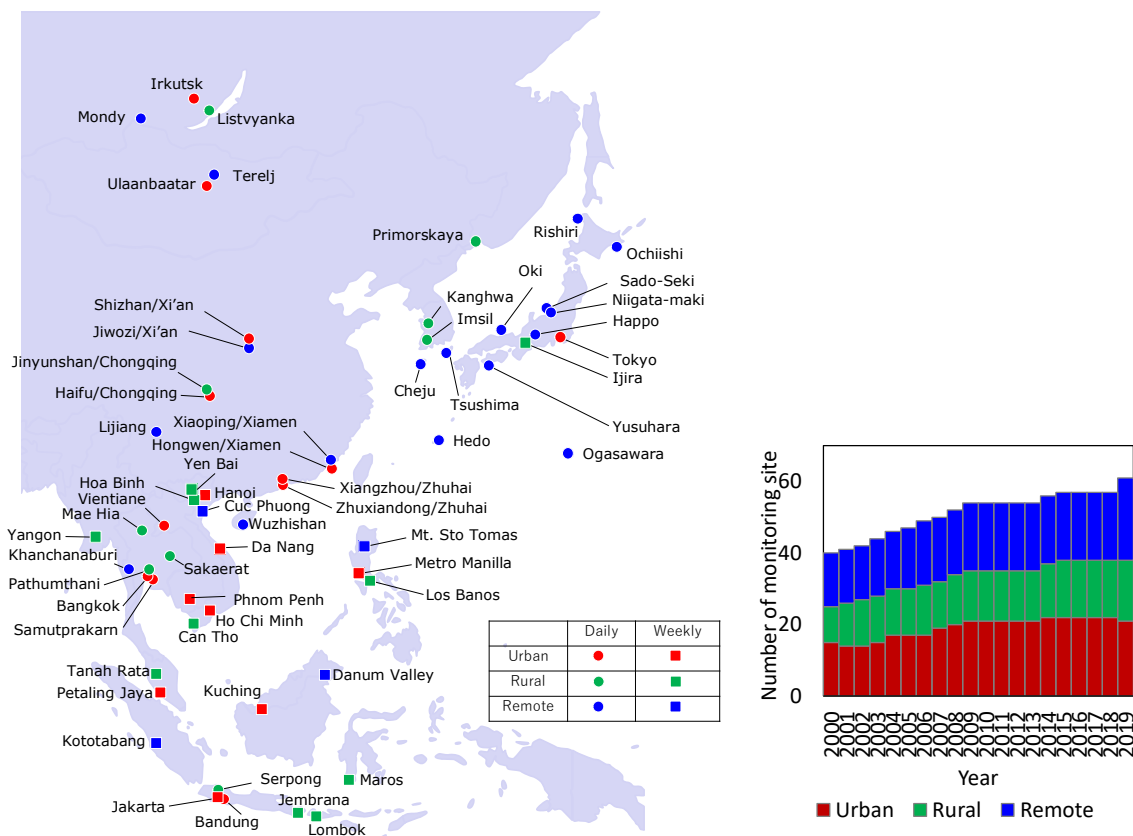 Irkutsk
Mondy
Listvyanka
Terelj
Ulaanbaatar
Primorskaya
Rishiri
Ochiishi
Oki
Sado-Seki
Niigata-maki
Happo
Tokyo
Ijira
Kanghwa
Imsil
Shizhan/Xi'an
Jiwozi/Xi'an
Jinyunshan/Chongqing
Haifu/Chongqing
Cheju
Tsushima
Yusuhara
Lijiang
Xiaoping/Xiamen
Hongwen/Xiamen
Hedo
Ogasawara
Yen Bai
Hoa Binh
Vientiane
Mae Hia
Hanoi
Cuc Phuong
Xiangzhou/Zhuhai
Zhuxiandong/Zhuhai
Wuzhishan
Yangon
Khanchanaburi
Da Nang
Mt. Sto Tomas
Sakaerat
Metro Manilla
Pathumthani
Bangkok
Los Banos
Samutprakarn
Phnom Penh
Ho Chi Minh
Can Tho
Tanah Rata
Petaling Jaya
Kuching
Danum Valley
Kototabang
Serpong
Maros
Jakarta
Jembrana
Bandung
Lombok
Daily Weekly
Urban
Rural
Remote
Number of monitoring site
60
40
20
0
2000 2001 2002 2003 2004 2005 2006 2007 2008 2009 2010 2011 2012 2013 2014 2015 2016 2017 2018 2019
Year
Urban Rural Remote